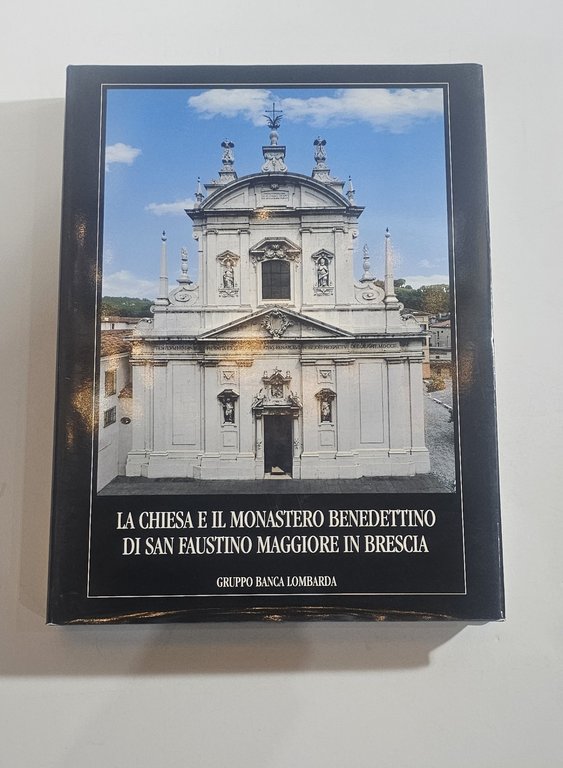 LA CHIESA E IL MONASTERO BENEDETTINO
DI SAN FAUSTINO MAGGIORE IN BRESCIA
GRUPPO BANCA LOMBARDA